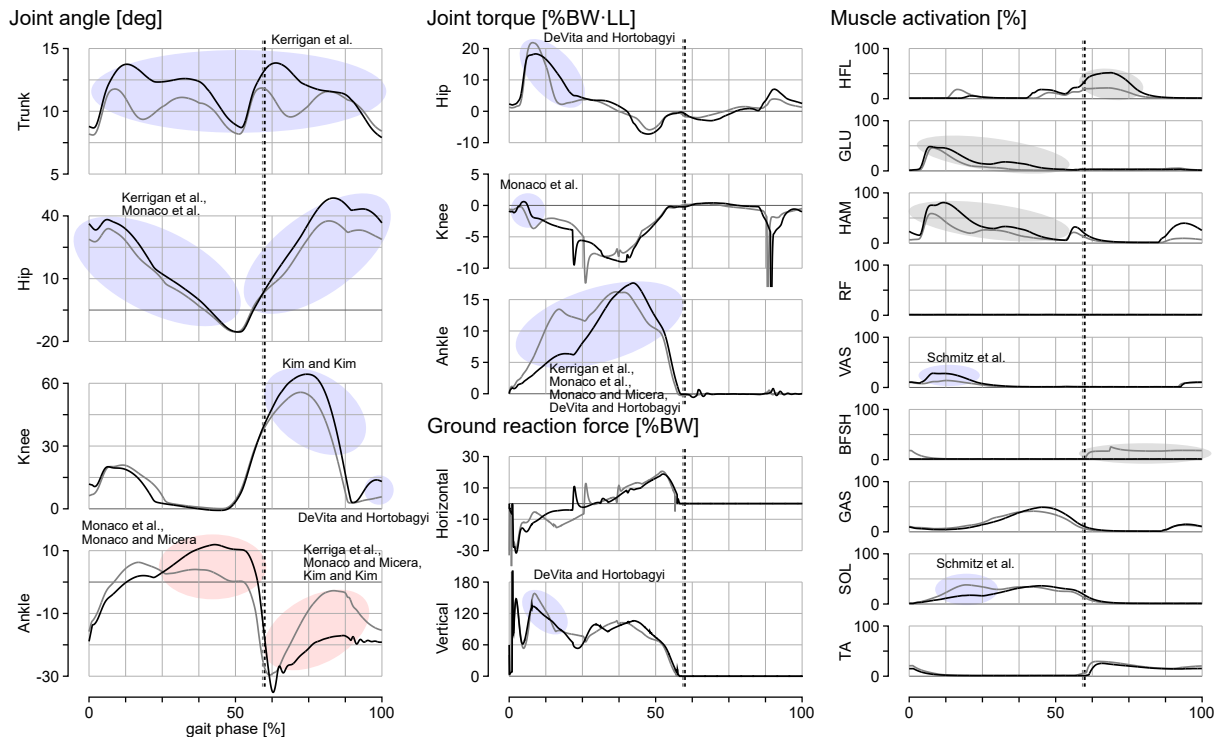 Joint angle [deg]
Kerrigan et al.
15
10
5
Trunk
Kerrigan et al.,
Monaco et al.
40
10
-20
Hip
Kim and Kim
60
30
0
Knee
DeVita and Hortobagyi
Monaco et al.,
Monaco and Micera
Kerriga et al.,
Monaco and Micera,
Kim and Kim
10
-10
-30
Ankle
0
50
100
gait phase [%]
Joint torque [%BW·LL]
DeVita and Hortobagyi
20
10
0
-10
Hip
Monaco et al.
5
0
-5
-10
Knee
15
10
5
0
Ankle
Kerrigan et al.,
Monaco et al.,
Monaco and Micera,
DeVita and Hortobagyi
Ground reaction force [%BW]
30
10
-10
-30
Horizontal
DeVita and Hortobagyi
180
120
60
0
Vertical
0
50
100
Muscle activation [%]
100
0
HFL
100
0
GLU
100
0
HAM
100
0
RF
100
0
VAS
Schmitz et al.
100
0
BFSH
100
0
GAS
100
0
SOL
Schmitz et al.
100
0
TA
0
50
100